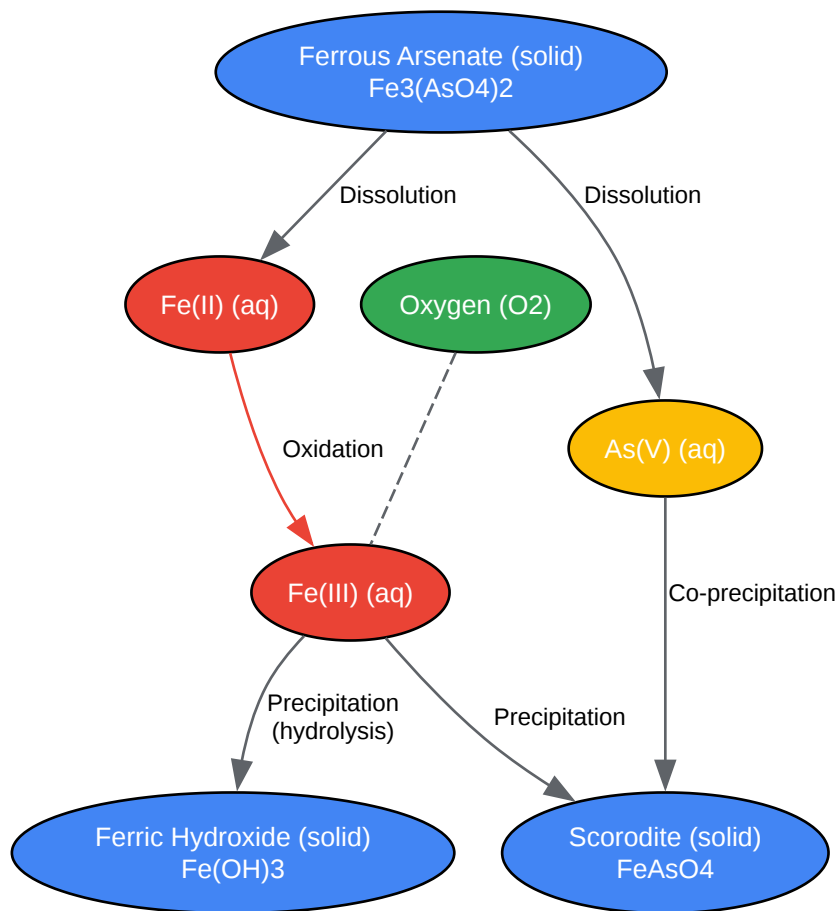 Ferrous Arsenate (solid)
Fe3(AsO4)2
Dissolution
Dissolution
Fe(II) (aq)
Oxygen (O2)
As(V) (aq)
Oxidation
Fe(III) (aq)
Co-precipitation
Precipitation
(hydrolysis)
Precipitation
Ferric Hydroxide (solid)
Fe(OH)3
Scorodite (solid)
FeAsO4